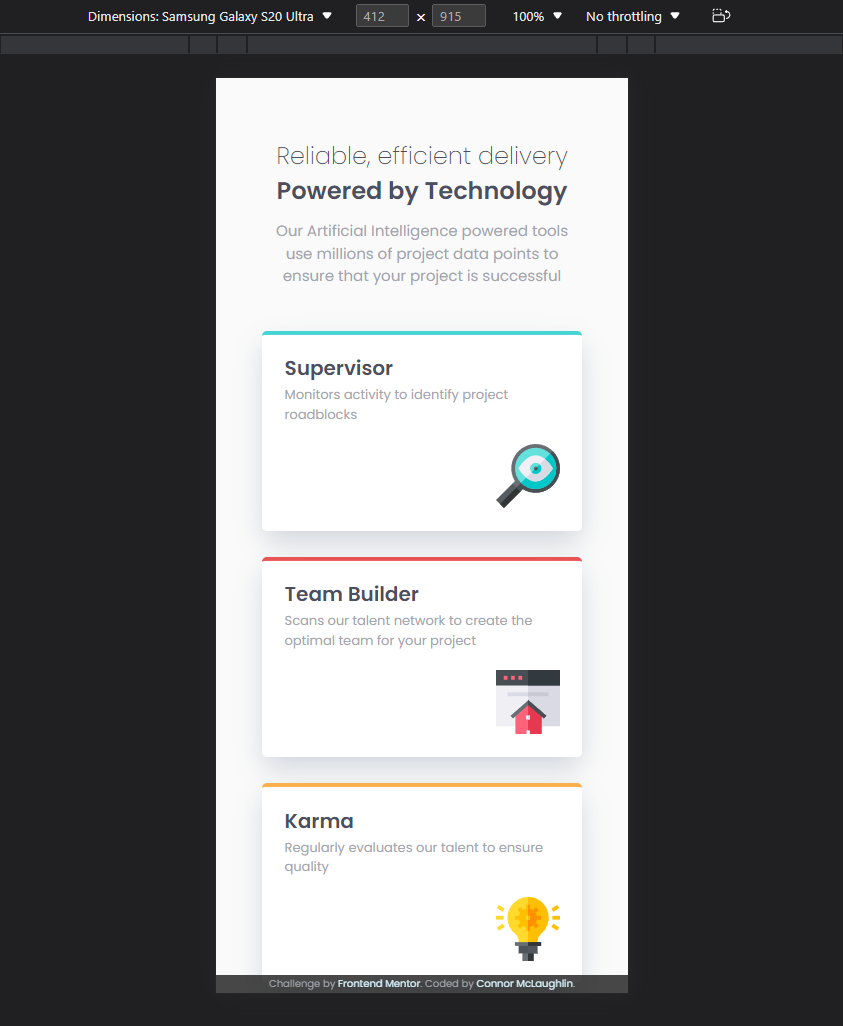 Dimensions: Samsung Galaxy S20 Ultra 412 × 915 100% No throttling
Reliable, efficient delivery
Powered by Technology
Our Artificial Intelligence powered tools
use millions of project data points to
ensure that your project is successful
Supervisor
Monitors activity to identify project
roadblocks
Team Builder
Scans our talent network to create the
optimal team for your project
Karma
Regularly evaluates our talent to ensure
quality
Challenge by Frontend Mentor. Coded by Connor McLaughlin.